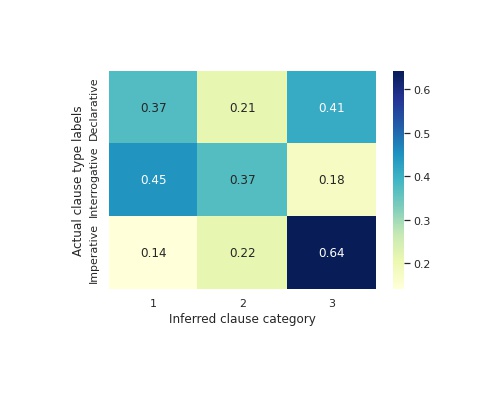 Actual clause type labels
Declarative
Interrogative
Imperative
0.37 0.21 0.41
0.45 0.37 0.18
0.14 0.22 0.64
1 2 3
Inferred clause category
0.6
0.5
0.4
0.3
0.2